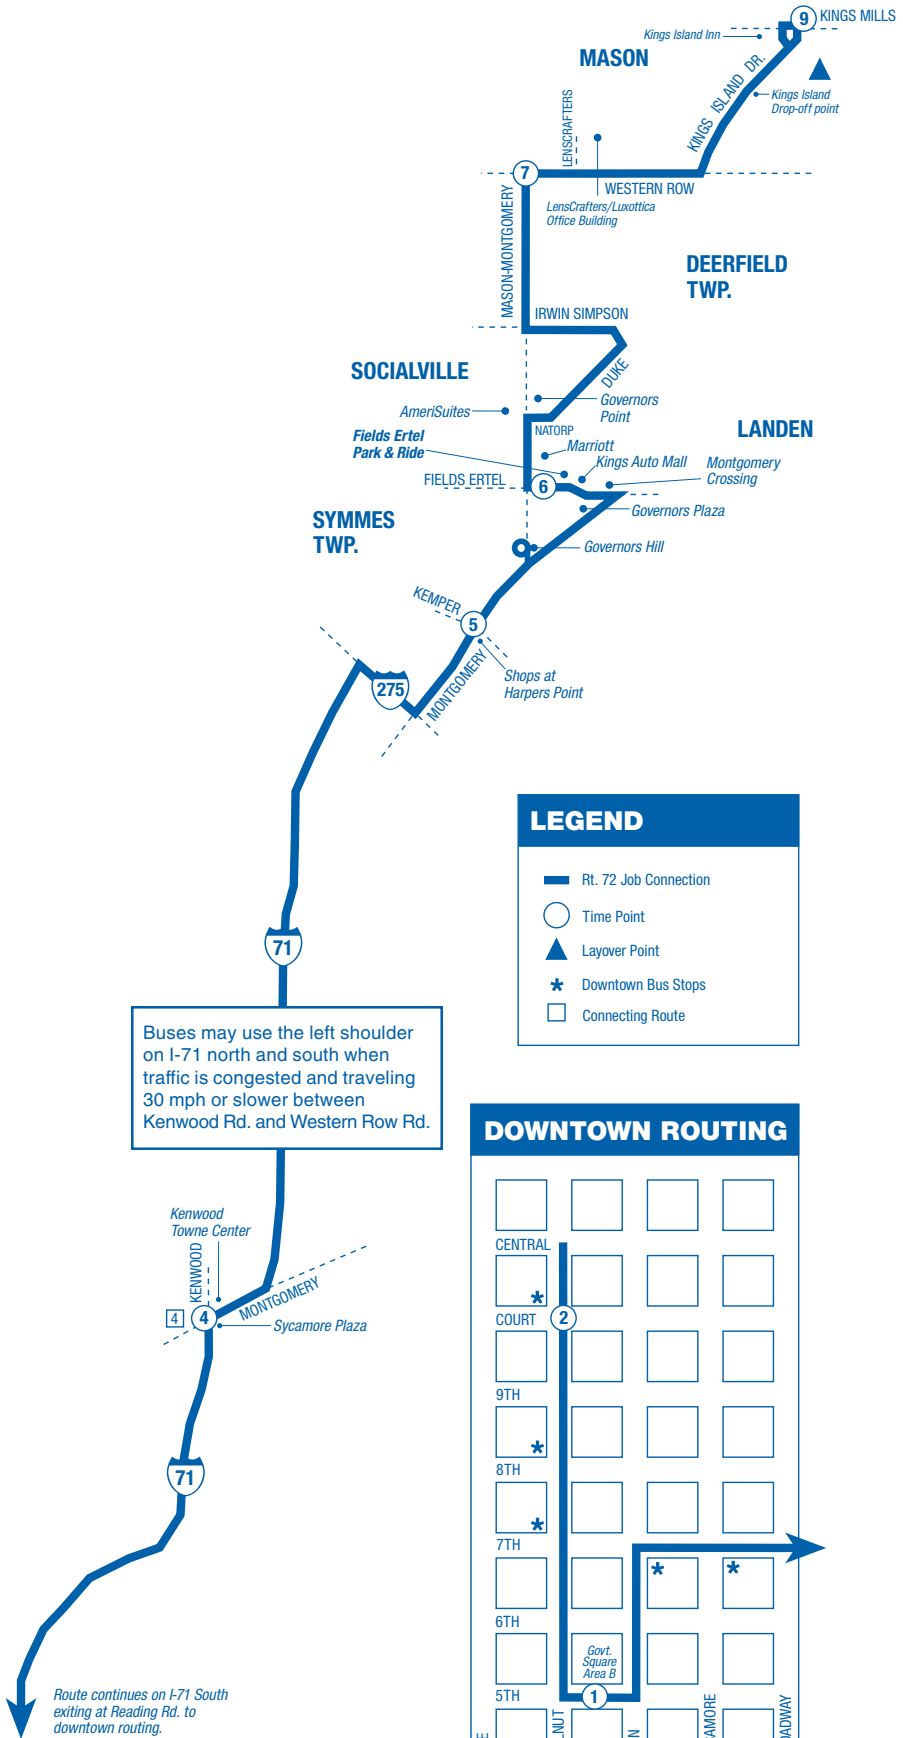 9 KINGS MILLS
Kings Island Inn
MASON
KINGS ISLAND DR.
Kings Island
Drop-off point
LENSCRAFTERS
7
WESTERN ROW
LensCrafters/Luxottica
Office Building
MASON-MONTGOMERY
DEERFIELD
TWP.
IRWIN SIMPSON
SOCIALVILLE
DUKE
Governors
Point
AmeriSuites
NATORP
LANDEN
Fields Ertel
Park & Ride
Marriott
Kings Auto Mall
Montgomery
Crossing
FIELDS ERTEL
6
Governors Plaza
SYMMES
TWP.
Governors Hill
KEMPER
5
Shops at
Harpers Point
MONTGOMERY
275
LEGEND
Rt. 72 Job Connection
Time Point
Layover Point
* Downtown Bus Stops
Connecting Route
71
Buses may use the left shoulder
on I-71 north and south when
traffic is congested and traveling
30 mph or slower between
Kenwood Rd. and Western Row Rd.
Kenwood
Towne Center
KENWOOD
MONTGOMERY
4
4
Sycamore Plaza
71
Route continues on I-71 South
exiting at Reading Rd. to
downtown routing.
DOWNTOWN ROUTING
CENTRAL
*
COURT
2
9TH
*
8TH
*
7TH
* *
6TH
Govt.
Square
Area B
5TH
1
E
LNUT
N
AMORE
OADWAY